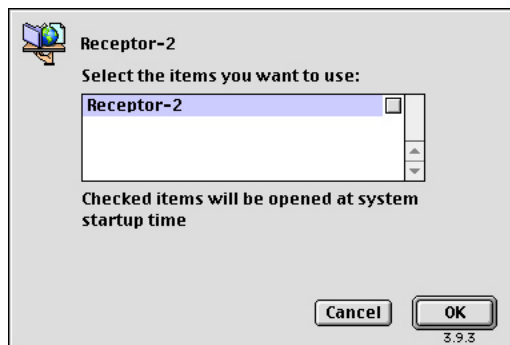 Receptor-2
Select the items you want to use:
Receptor-2
Checked items will be opened at system
startup time
Cancel
OK
3.9.3